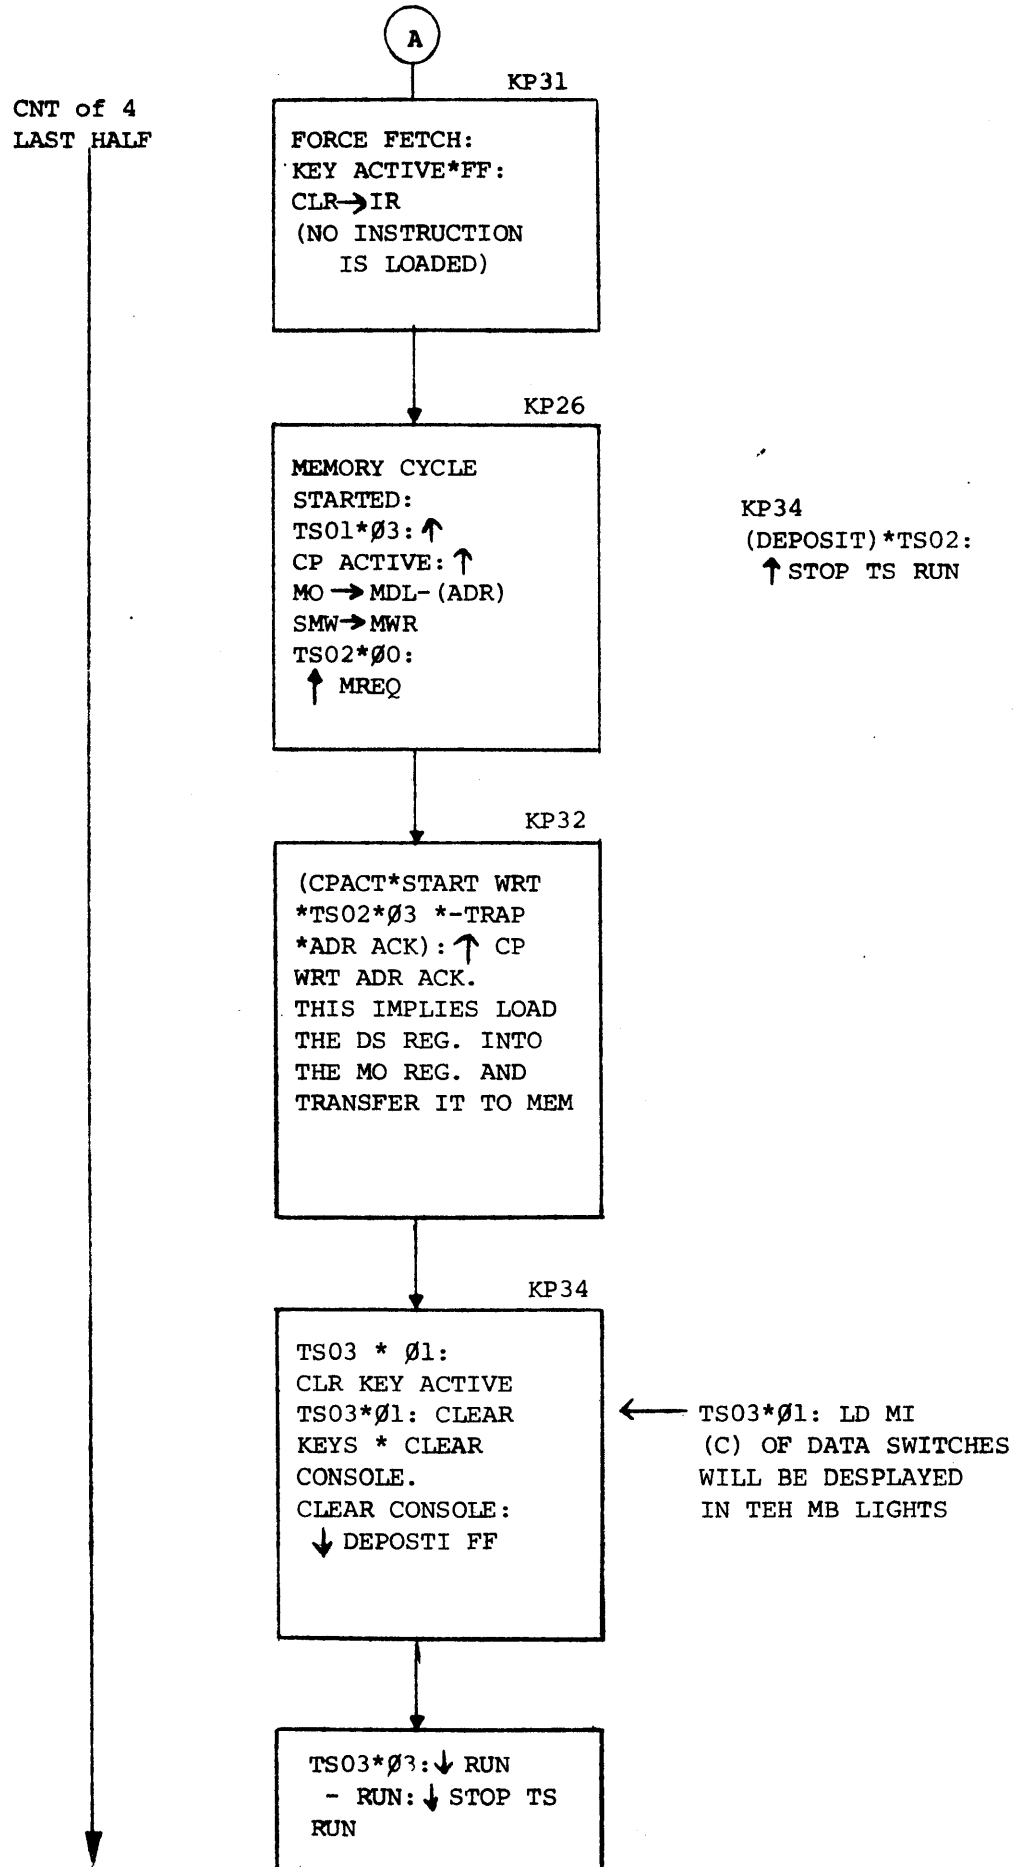 A
KP31
CNT of 4
LAST HALF
FORCE FETCH:
KEY ACTIVE*FF:
CLR→IR
(NO INSTRUCTION
IS LOADED)
KP26
MEMORY CYCLE
STARTED:
TS01*Ø3:↑
CP ACTIVE:↑
MO→MDL-(ADR)
SMW→MWR
TS02*Ø0:
↑ MREQ
KP34
(DEPOSIT)*TS02:
↑ STOP TS RUN
KP32
(CPACT*START WRT
*TS02*Ø3 *-TRAP
*ADR ACK):↑ CP
WRT ADR ACK.
THIS IMPLIES LOAD
THE DS REG. INTO
THE MO REG. AND
TRANSFER IT TO MEM
KP34
TS03 * Ø1:
CLR KEY ACTIVE
TS03*Ø1: CLEAR
KEYS * CLEAR
CONSOLE.
CLEAR CONSOLE:
↓ DEPOSTI FF
← TS03*Ø1: LD MI
(C) OF DATA SWITCHES
WILL BE DESPLAYED
IN TEH MB LIGHTS
TS03*Ø3:↓ RUN
- RUN:↓ STOP TS
RUN